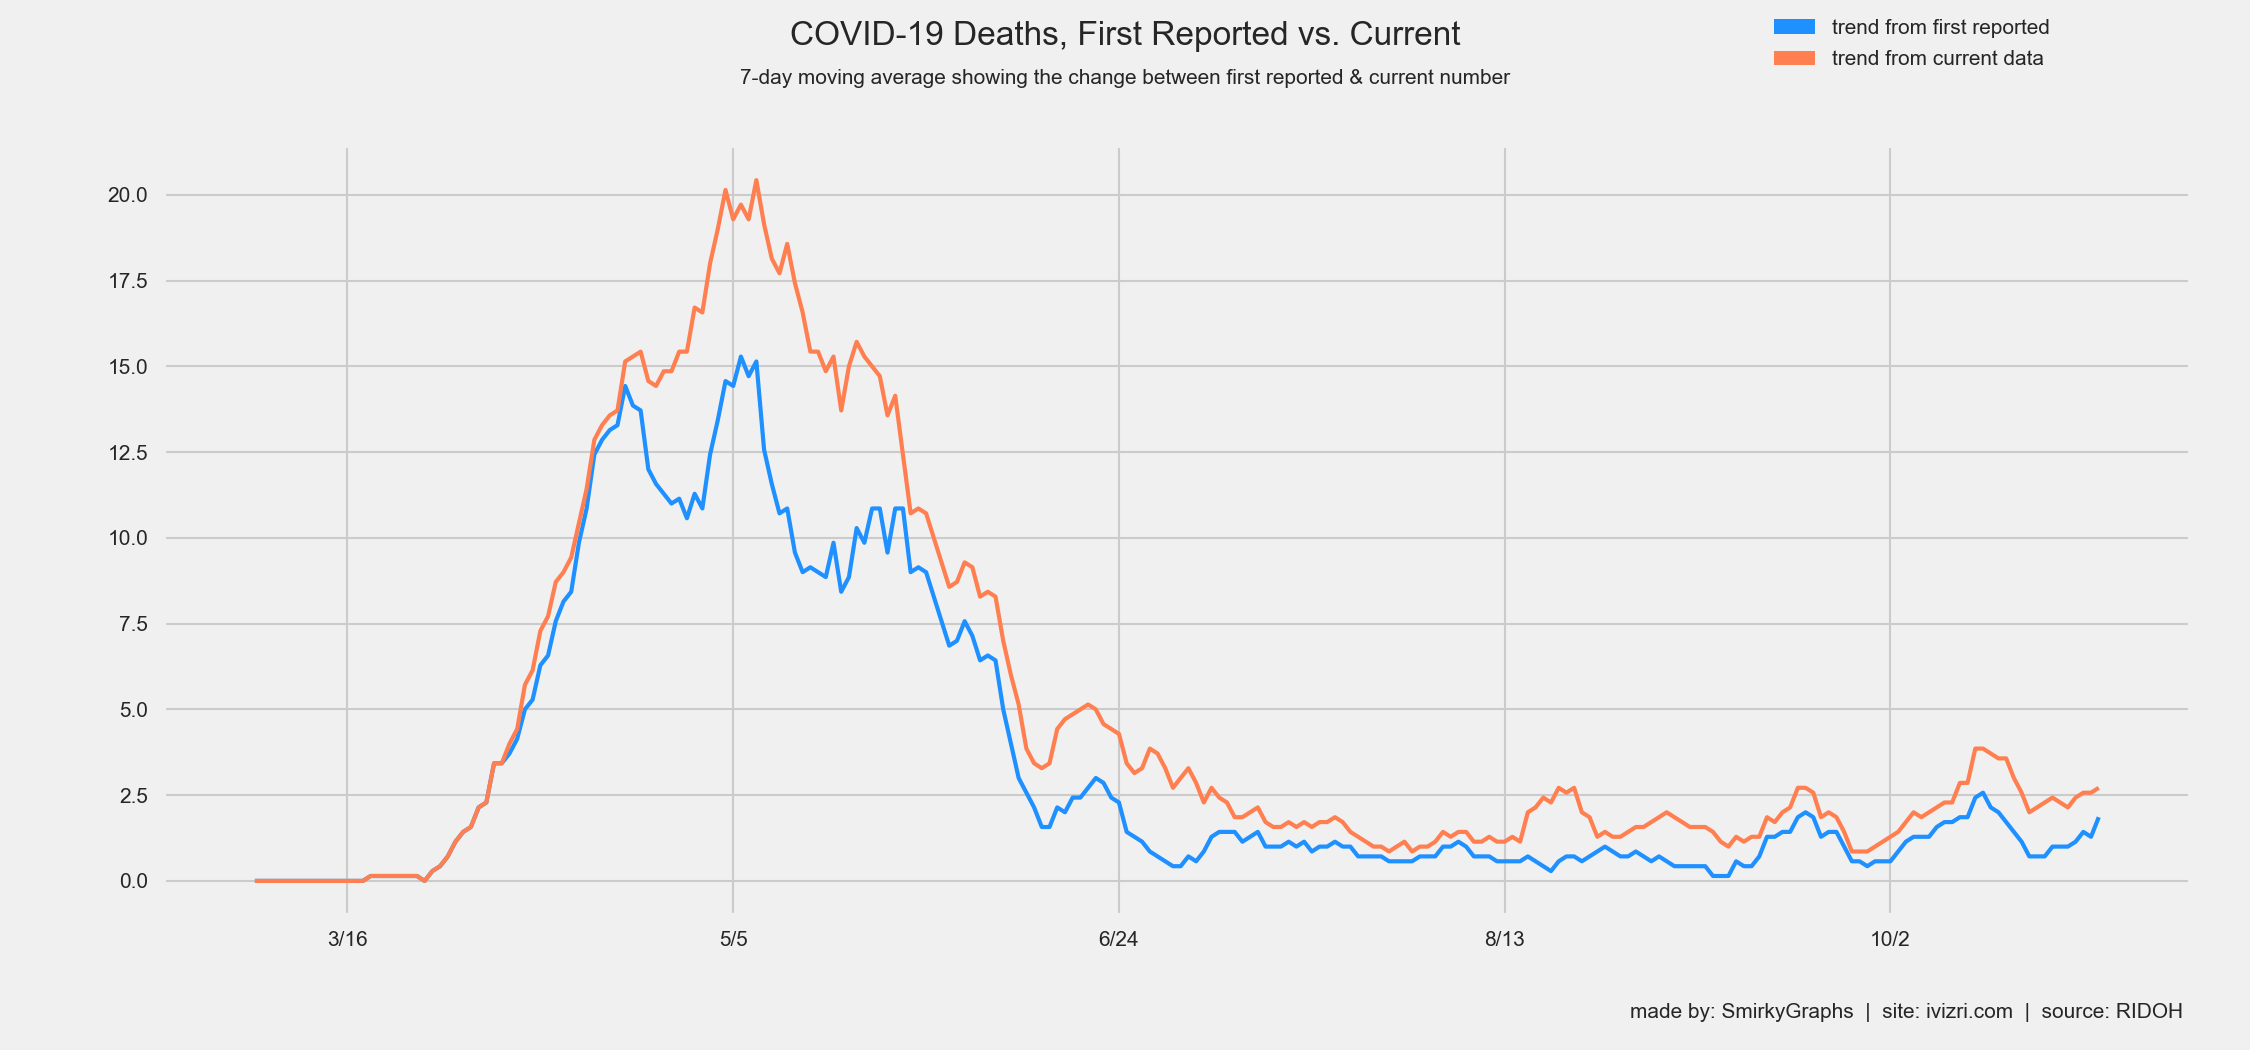 COVID-19 Deaths, First Reported vs. Current
7-day moving average showing the change between first reported & current number
trend from first reported
trend from current data
20.0
17.5
15.0
12.5
10.0
7.5
5.0
2.5
0.0
3/16 5/5 6/24 8/13 10/2
made by: SmirkyGraphs | site: ivizri.com | source: RIDOH